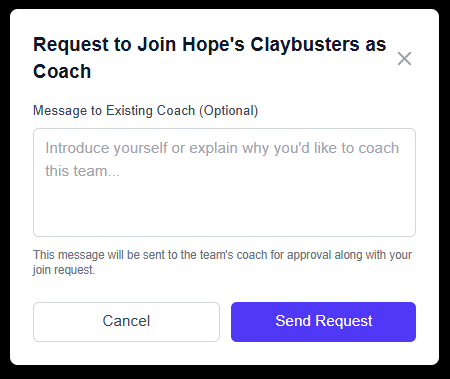 Request to Join Hope's Claybusters as
Coach
Message to Existing Coach (Optional)
Introduce yourself or explain why you'd like to coach
this team...
This message will be sent to the team's coach for approval along with your
join request.
Cancel
Send Request